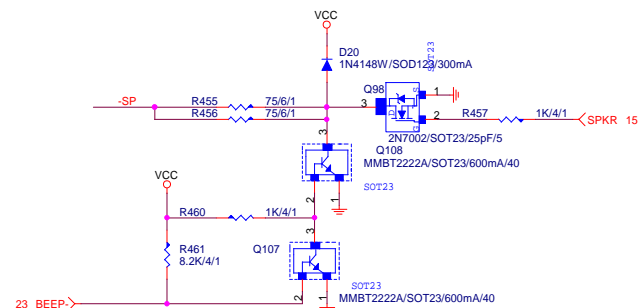 VCC
D20
1N4148W/SOD123/300mA
SOT23
Q98
-SP
R455
75/6/1
R456
75/6/1
3
S
1
D
G
2
R457
1K/4/1
SPKR 15
2N7002/SOT23/25pF/5
Q108
MMBT2222A/SOT23/600mA/40
3
2
1
SOT23
VCC
R460
1K/4/1
3
R461
8.2K/4/1
Q107
SOT23
MMBT2222A/SOT23/600mA/40
2
1
23 BEEP-